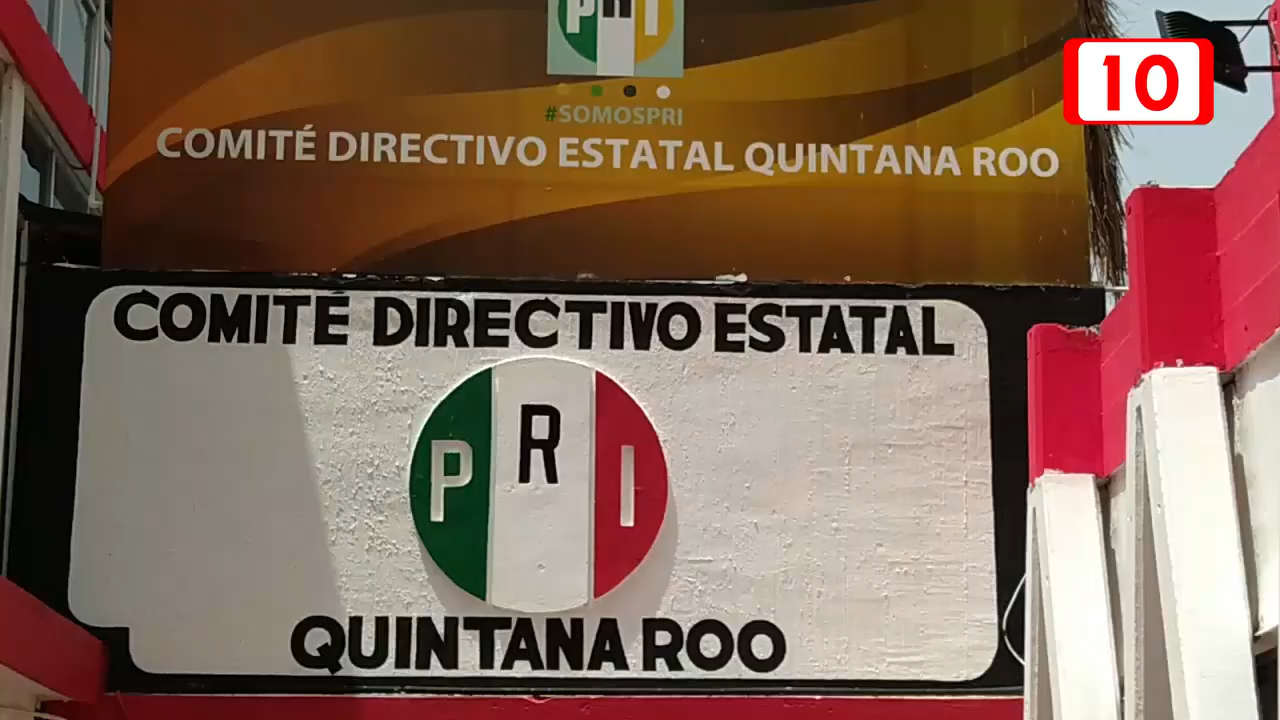 PRI
10
#SOMOSPRI
COMITÉ DIRECTIVO ESTATAL QUINTANA ROO
COMITÉ DIRECTIVO ESTATAL
PRI
QUINTANA ROO